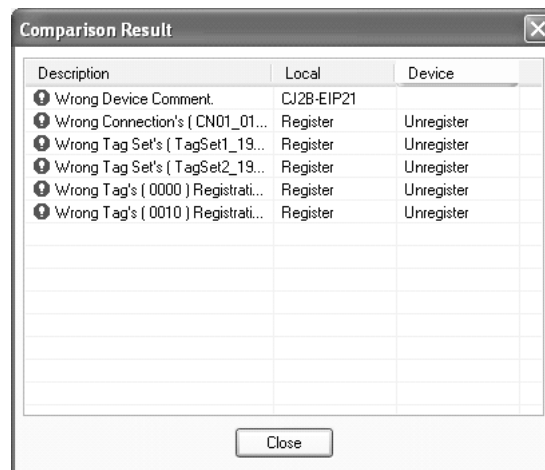 Comparison Result
Description Local Device
Wrong Device Comment. CJ2B-EIP21
Wrong Connection's ( CN01_01... Register Unregister
Wrong Tag Set's ( TagSet1_19... Register Unregister
Wrong Tag Set's ( TagSet2_19... Register Unregister
Wrong Tag's ( 0000 ) Registrati... Register Unregister
Wrong Tag's ( 0010 ) Registrati... Register Unregister
Close